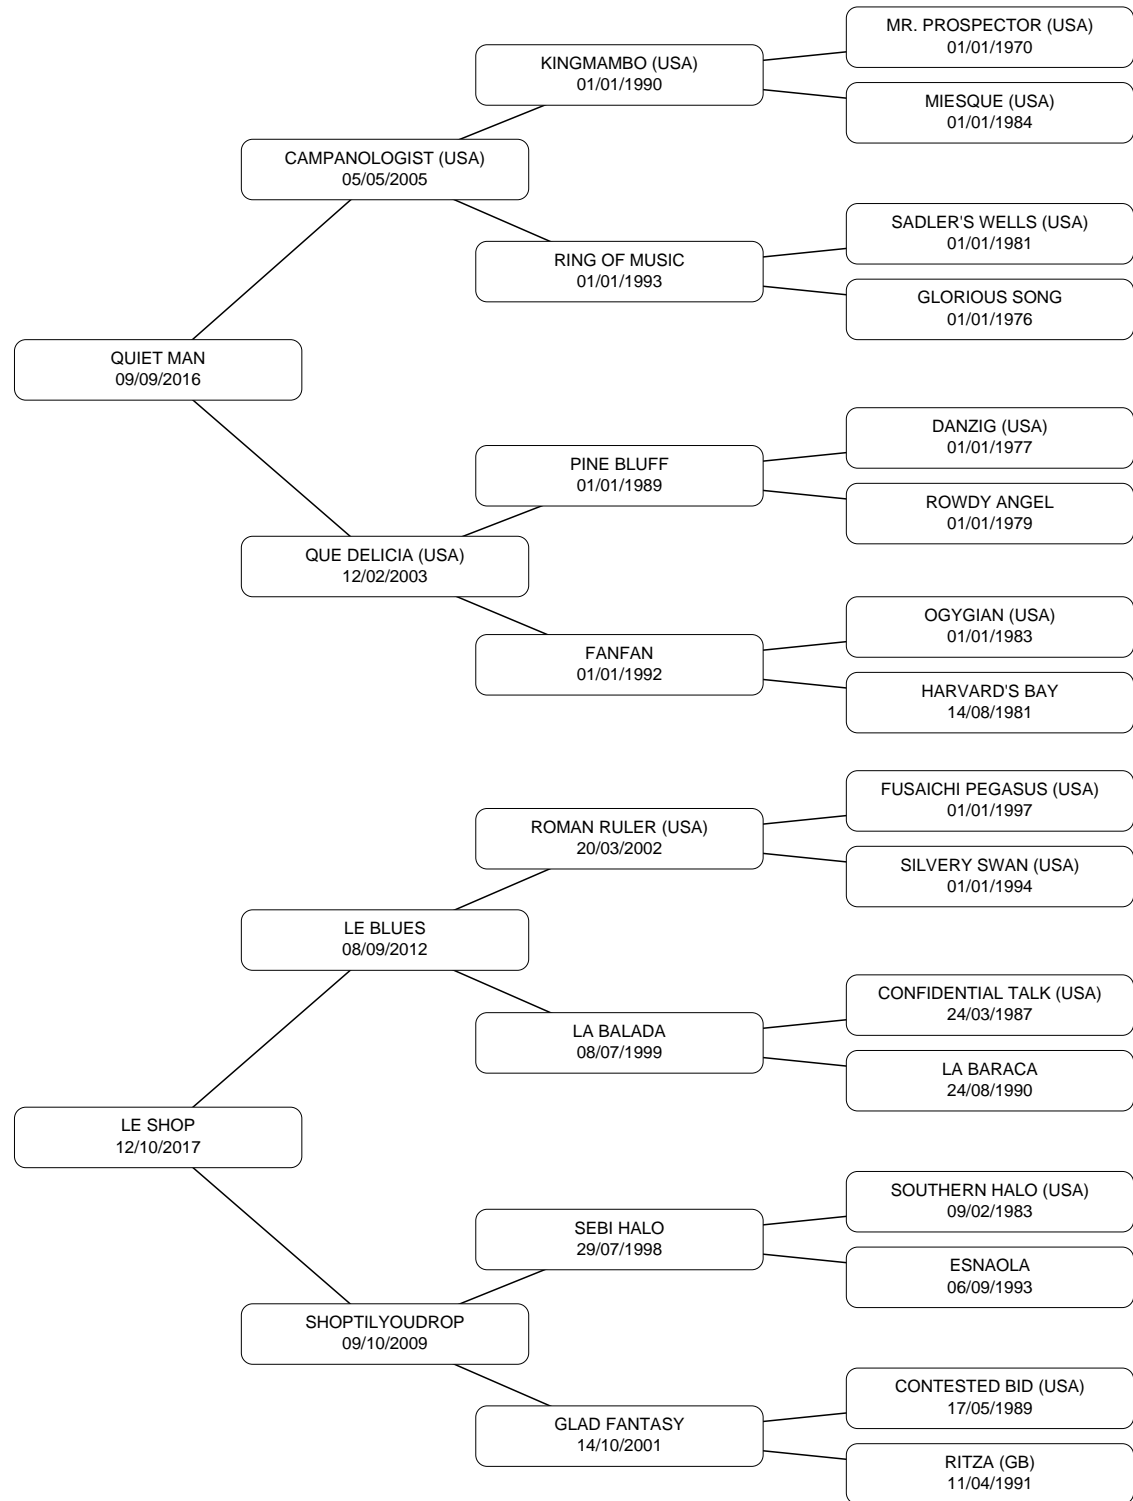 MR. PROSPECTOR (USA)
01/01/1970
KINGMAMBO (USA)
01/01/1990
MIESQUE (USA)
01/01/1984
CAMPANOLOGIST (USA)
05/05/2005
SADLER'S WELLS (USA)
01/01/1981
RING OF MUSIC
01/01/1993
GLORIOUS SONG
01/01/1976
QUIET MAN
09/09/2016
DANZIG (USA)
01/01/1977
PINE BLUFF
01/01/1989
ROWDY ANGEL
01/01/1979
QUE DELICIA (USA)
12/02/2003
OGYGIAN (USA)
01/01/1983
FANFAN
01/01/1992
HARVARD'S BAY
14/08/1981
FUSAICHI PEGASUS (USA)
01/01/1997
ROMAN RULER (USA)
20/03/2002
SILVERY SWAN (USA)
01/01/1994
LE BLUES
08/09/2012
CONFIDENTIAL TALK (USA)
24/03/1987
LA BALADA
08/07/1999
LA BARACA
24/08/1990
LE SHOP
12/10/2017
SOUTHERN HALO (USA)
09/02/1983
SEBI HALO
29/07/1998
ESNAOLA
06/09/1993
SHOPTILYOUDROP
09/10/2009
CONTESTED BID (USA)
17/05/1989
GLAD FANTASY
14/10/2001
RITZA (GB)
11/04/1991